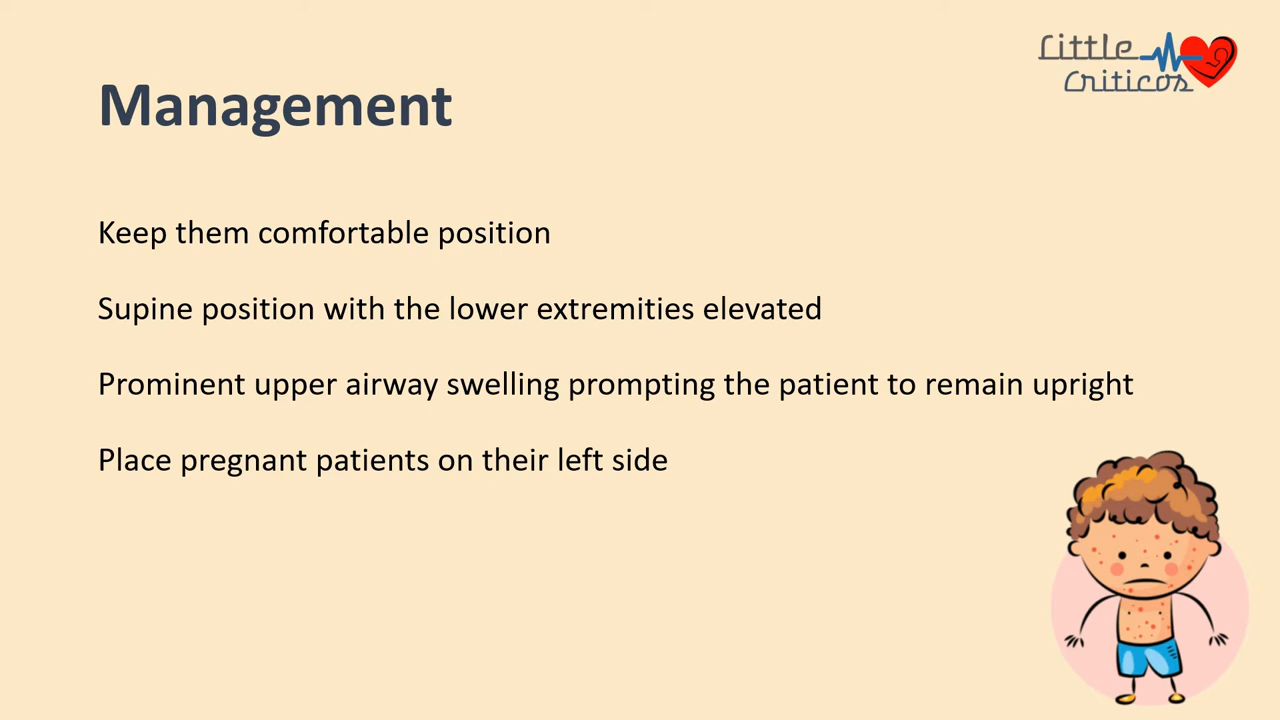 Little
Criticos
Management
Keep them comfortable position
Supine position with the lower extremities elevated
Prominent upper airway swelling prompting the patient to remain upright
Place pregnant patients on their left side